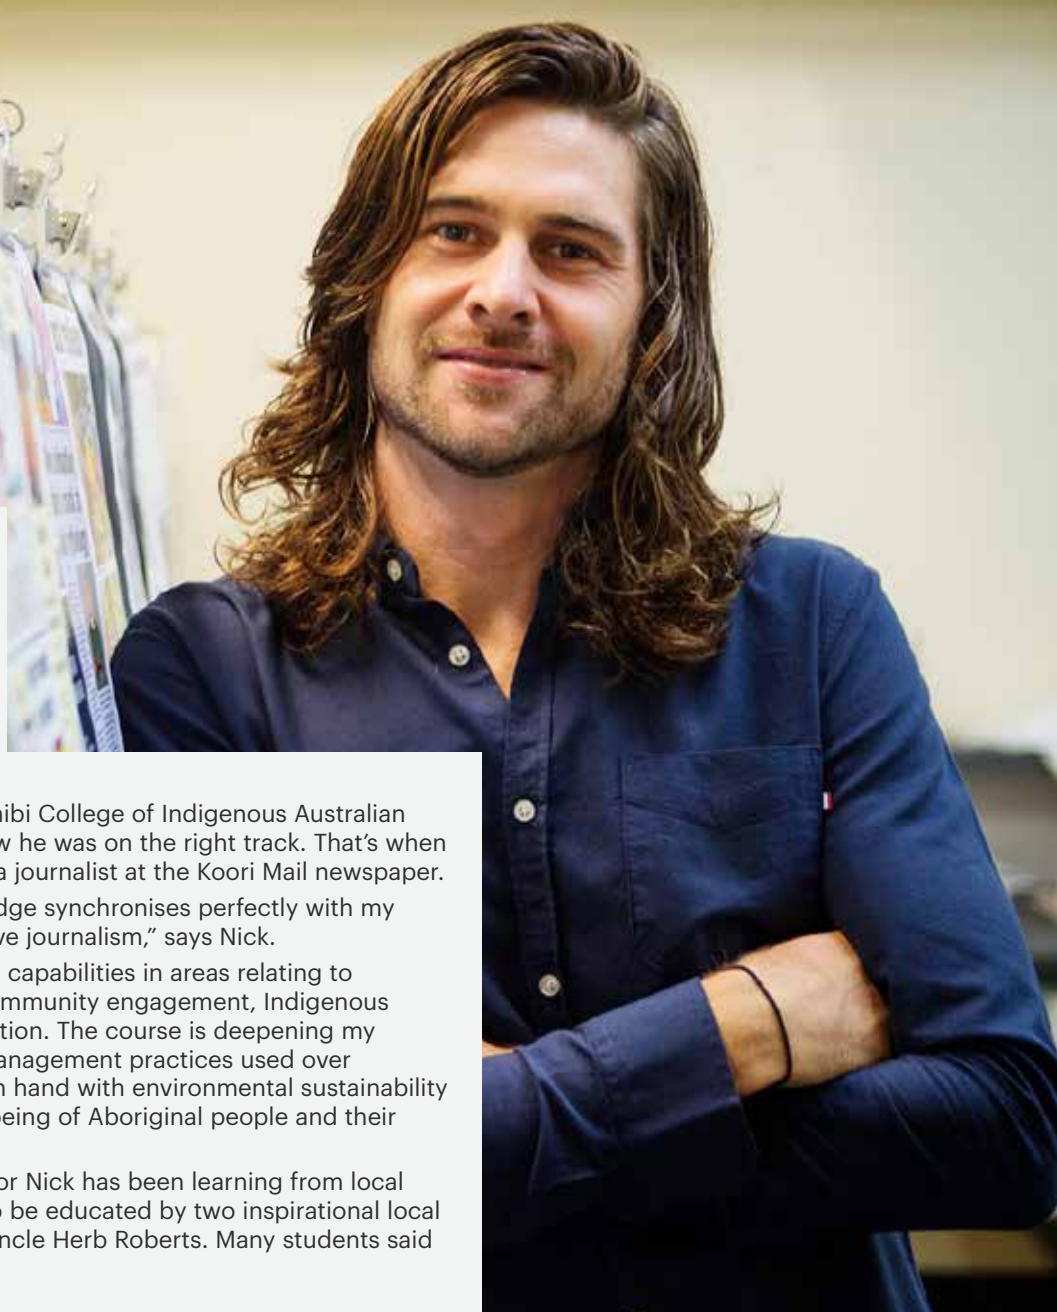 ibi College of Indigenous Australian
w he was on the right track. That’s when
a journalist at the Koori Mail newspaper.
dge synchronises perfectly with my
ve journalism,” says Nick.
capabilities in areas relating to
mmunity engagement, Indigenous
tion. The course is deepening my
anagement practices used over
n hand with environmental sustainability
being of Aboriginal people and their
or Nick has been learning from local
o be educated by two inspirational local
ncle Herb Roberts. Many students said